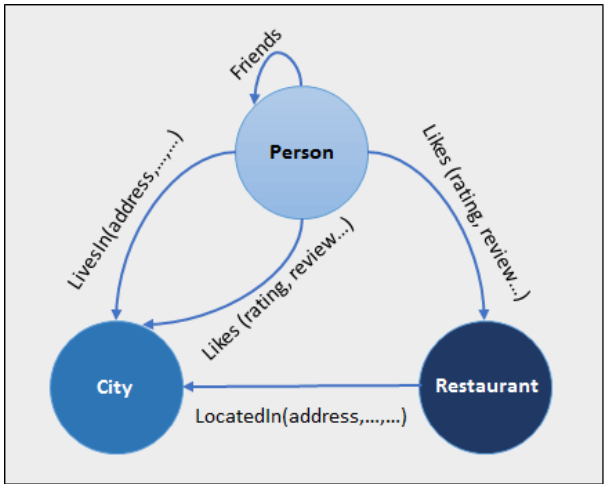 Friends
Person
LivesIn(address,...,...)
Likes (rating, review...)
Likes (rating, review...)
City
Restaurant
LocatedIn(address,...,...)